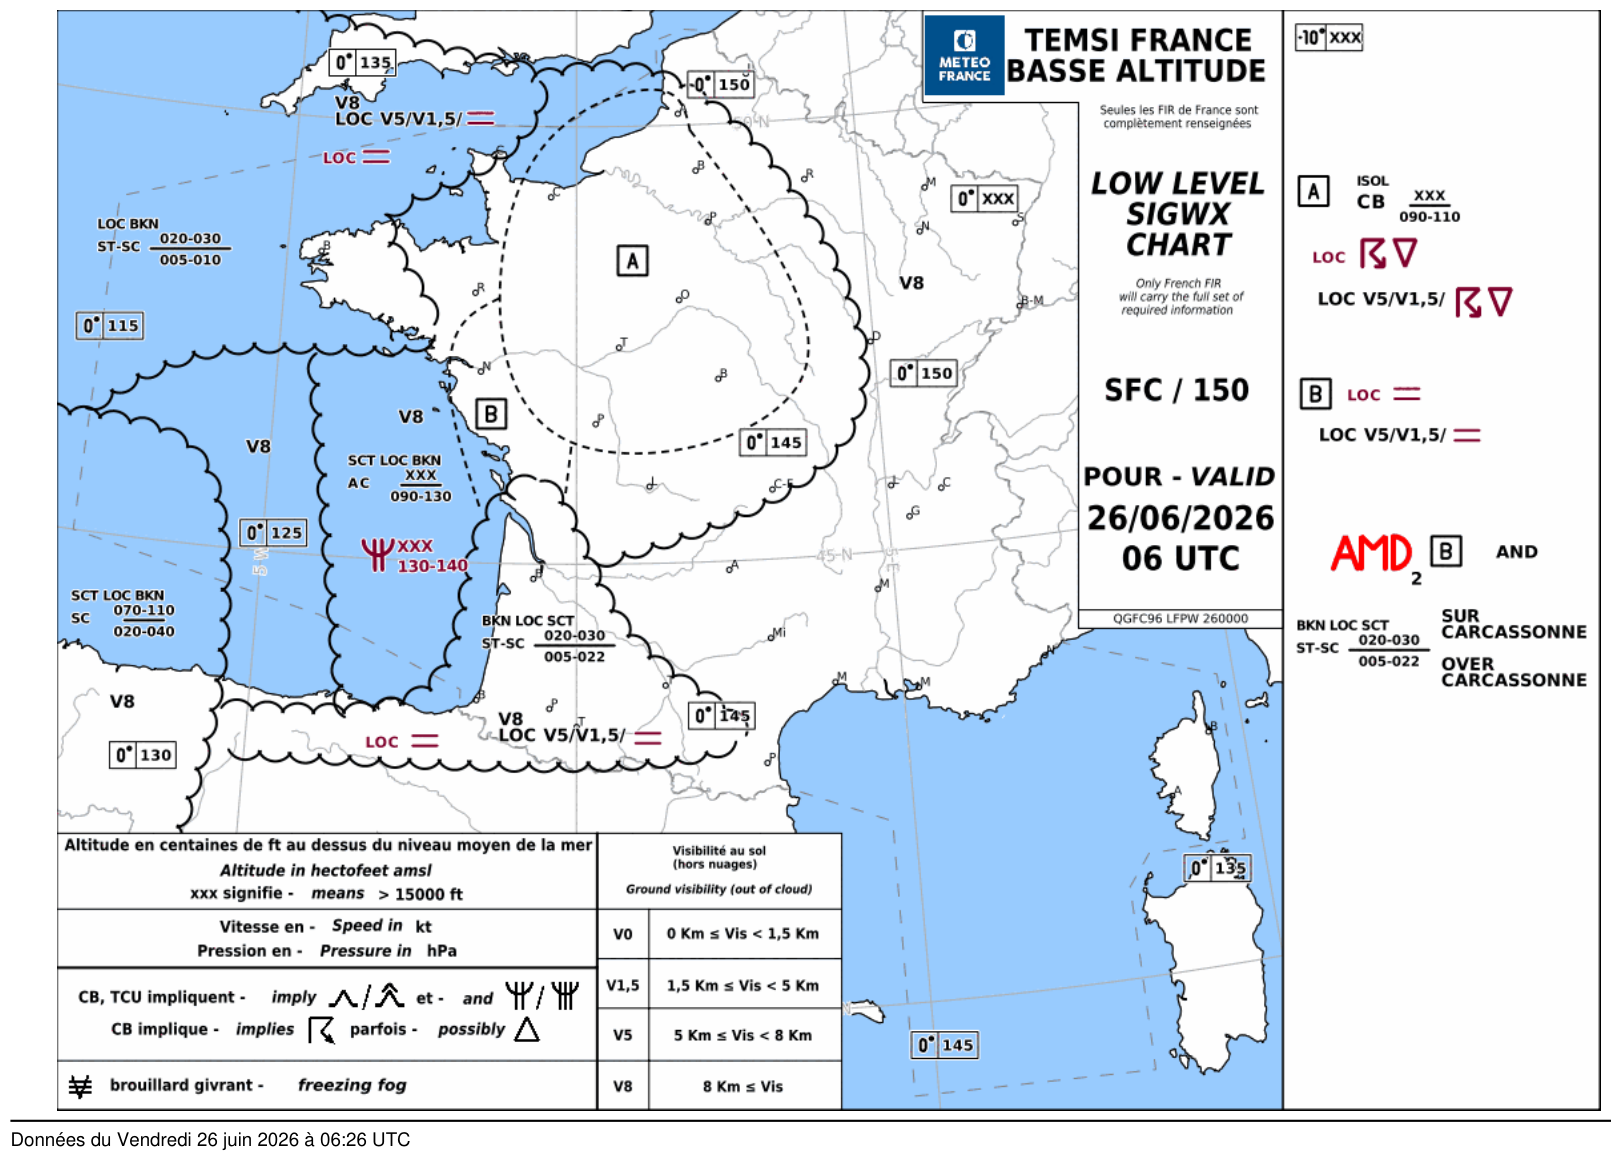 METEO
FRANCE
TEMSI FRANCE
BASSE ALTITUDE
Seules les FIR de France sont
complètement renseignées
LOW LEVEL
SIGWX
CHART
Only French FIR
will carry the full set of
required information
SFC / 150
POUR - VALID
26/06/2026
06 UTC
QGFC96 LFPW 260000
0° 135
V8
LOC V5/V1,5/
LOC
0° 150
50°N
LOC BKN
ST-SC 020-030
005-010
0° 115
A
0° xxx
V8
0° 150
0° 145
B
V8
V8
SCT LOC BKN
AC XXX
090-130
XXX
130-140
0° 125
5°W
45°N
5°E
SCT LOC BKN
SC 070-110
020-040
BKN LOC SCT
ST-SC 020-030
005-022
V8
LOC V5/V1,5/
LOC
0° 145
V8
0° 130
0° 135
0° 145
C
B
R
M
C
P
S
N
B
R
O
B-M
T
D
N
B
P
L
C-F
L
C
G
B
A
M
Mi
N
M
M
B
P
T
P
B
A
-10° xxx
A
ISOL
CB xxx
090-110
LOC
LOC V5/V1,5/
B LOC
LOC V5/V1,5/
AMD 2 B AND
BKN LOC SCT
ST-SC 020-030
005-022
SUR
CARCASSONNE
OVER
CARCASSONNE
Altitude en centaines de ft au dessus du niveau moyen de la mer
Altitude in hectofeet amsl
xxx signifie - means > 15000 ft
Vitesse en - Speed in kt
Pression en - Pressure in hPa
CB, TCU impliquent - imply / et - and /
CB implique - implies parfois - possibly
brouillard givrant - freezing fog
Visibilité au sol
(hors nuages)
Ground visibility (out of cloud)
V0 0 Km ≤ Vis < 1,5 Km
V1,5 1,5 Km ≤ Vis < 5 Km
V5 5 Km ≤ Vis < 8 Km
V8 8 Km ≤ Vis
Données du Vendredi 26 juin 2026 à 06:26 UTC